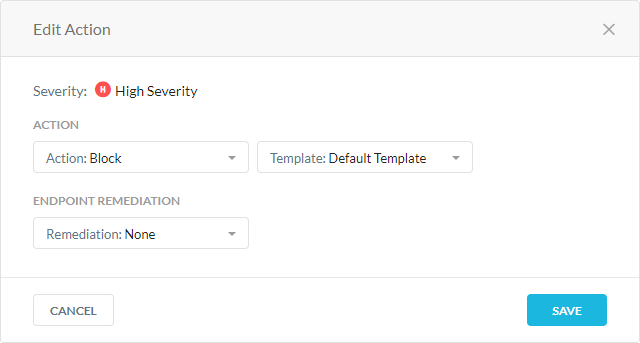 Edit Action
Severity: H High Severity
ACTION
Action: Block Template: Default Template
ENDPOINT REMEDIATION
Remediation: None
CANCEL SAVE